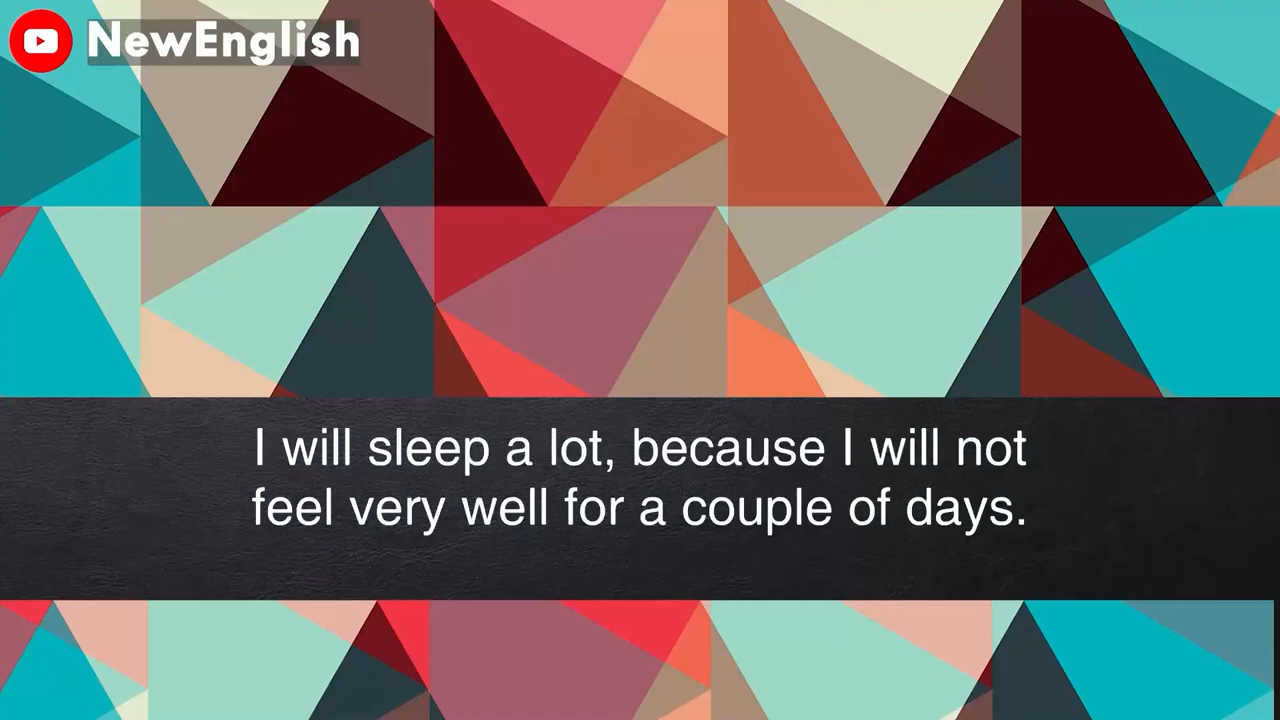 NewEnglish
I will sleep a lot, because I will not
feel very well for a couple of days.